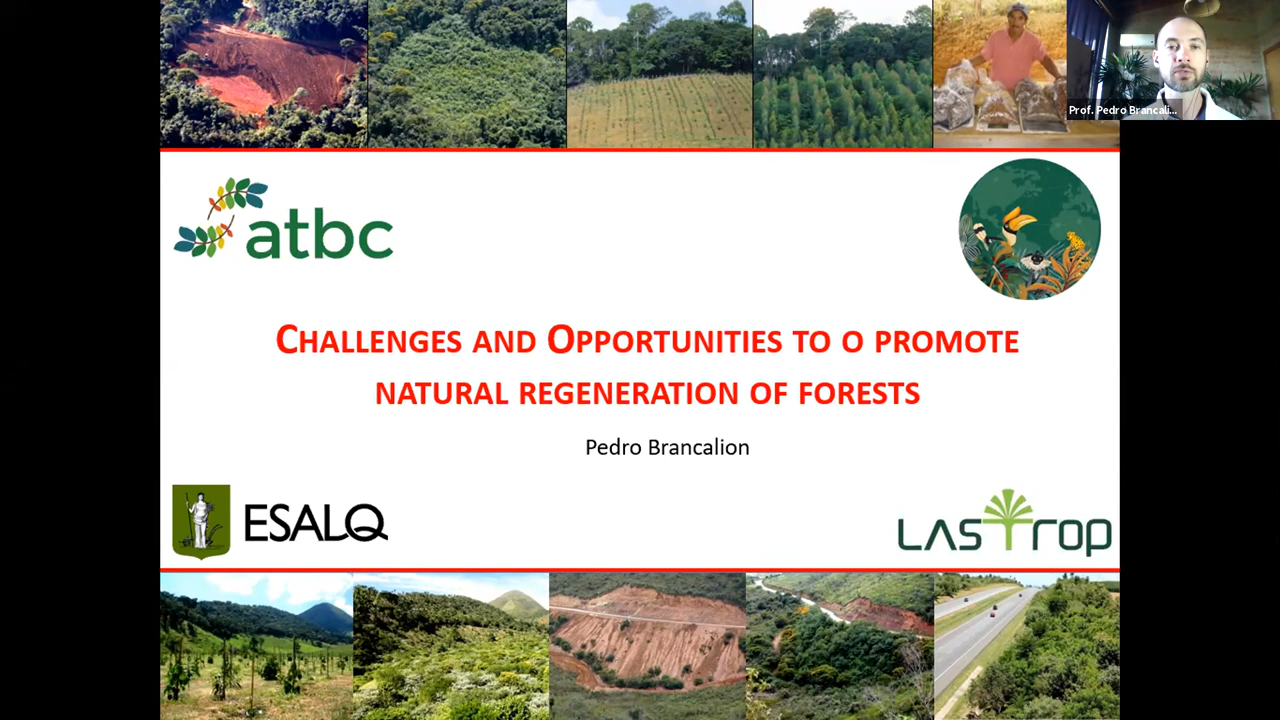 Prof. Pedro Brancali...
atbc
CHALLENGES AND OPPORTUNITIES TO O PROMOTE
NATURAL REGENERATION OF FORESTS
Pedro Brancalion
ESALQ
LASTROP